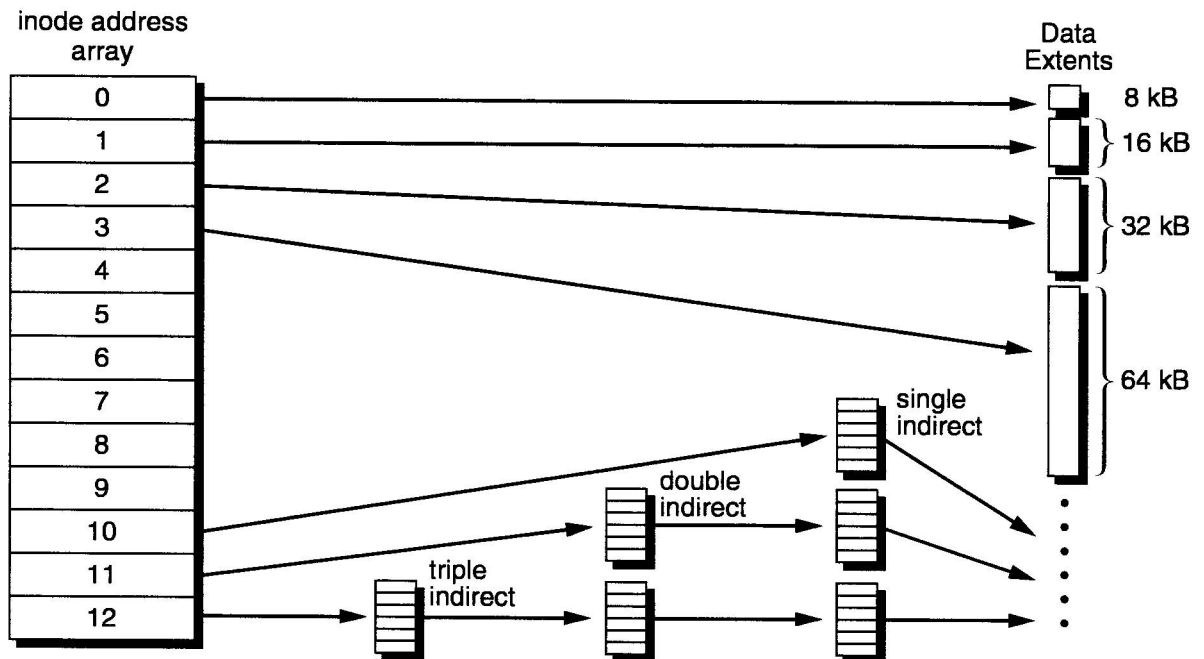 inode address
array
0
1
2
3
4
5
6
7
8
9
10
11
12
Data
Extents
8 kB
16 kB
32 kB
64 kB
single
indirect
double
indirect
triple
indirect